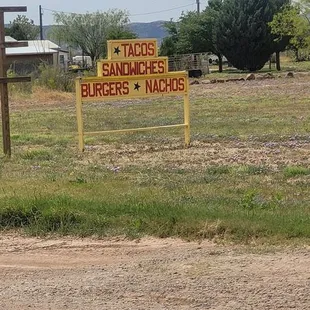 ★ TACOS
SANDWICHES
BURGERS ★ NACHOS